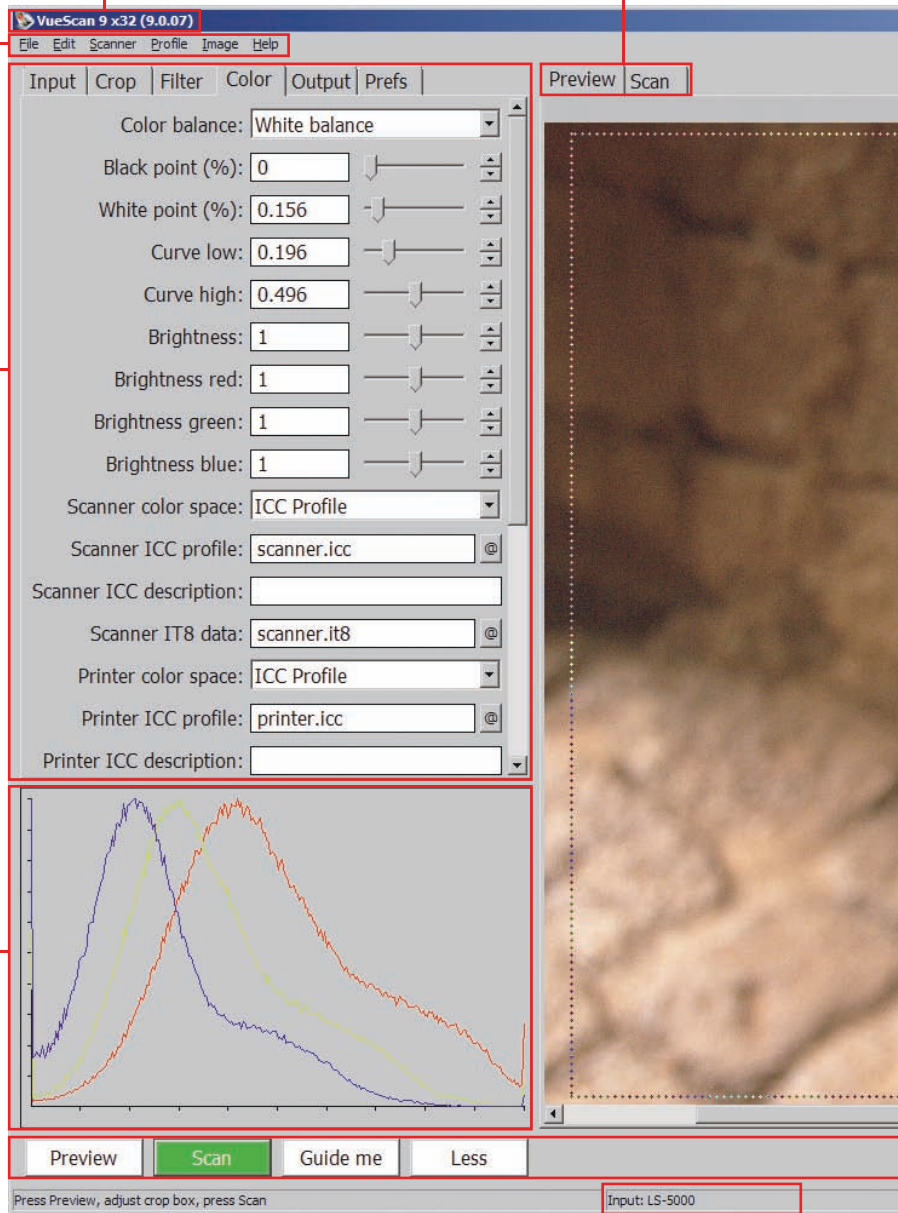 VueScan 9 x32 (9.0.07)
File Edit Scanner Profile Image Help
Input Crop Filter Color Output Prefs
Preview Scan
Color balance: White balance
Black point (%): 0
White point (%): 0.156
Curve low: 0.196
Curve high: 0.496
Brightness: 1
Brightness red: 1
Brightness green: 1
Brightness blue: 1
Scanner color space: ICC Profile
Scanner ICC profile: scanner.icc @
Scanner ICC description:
Scanner IT8 data: scanner.it8 @
Printer color space: ICC Profile
Printer ICC profile: printer.icc @
Printer ICC description:
Preview Scan Guide me Less
Press Preview, adjust crop box, press Scan
Input: LS-5000